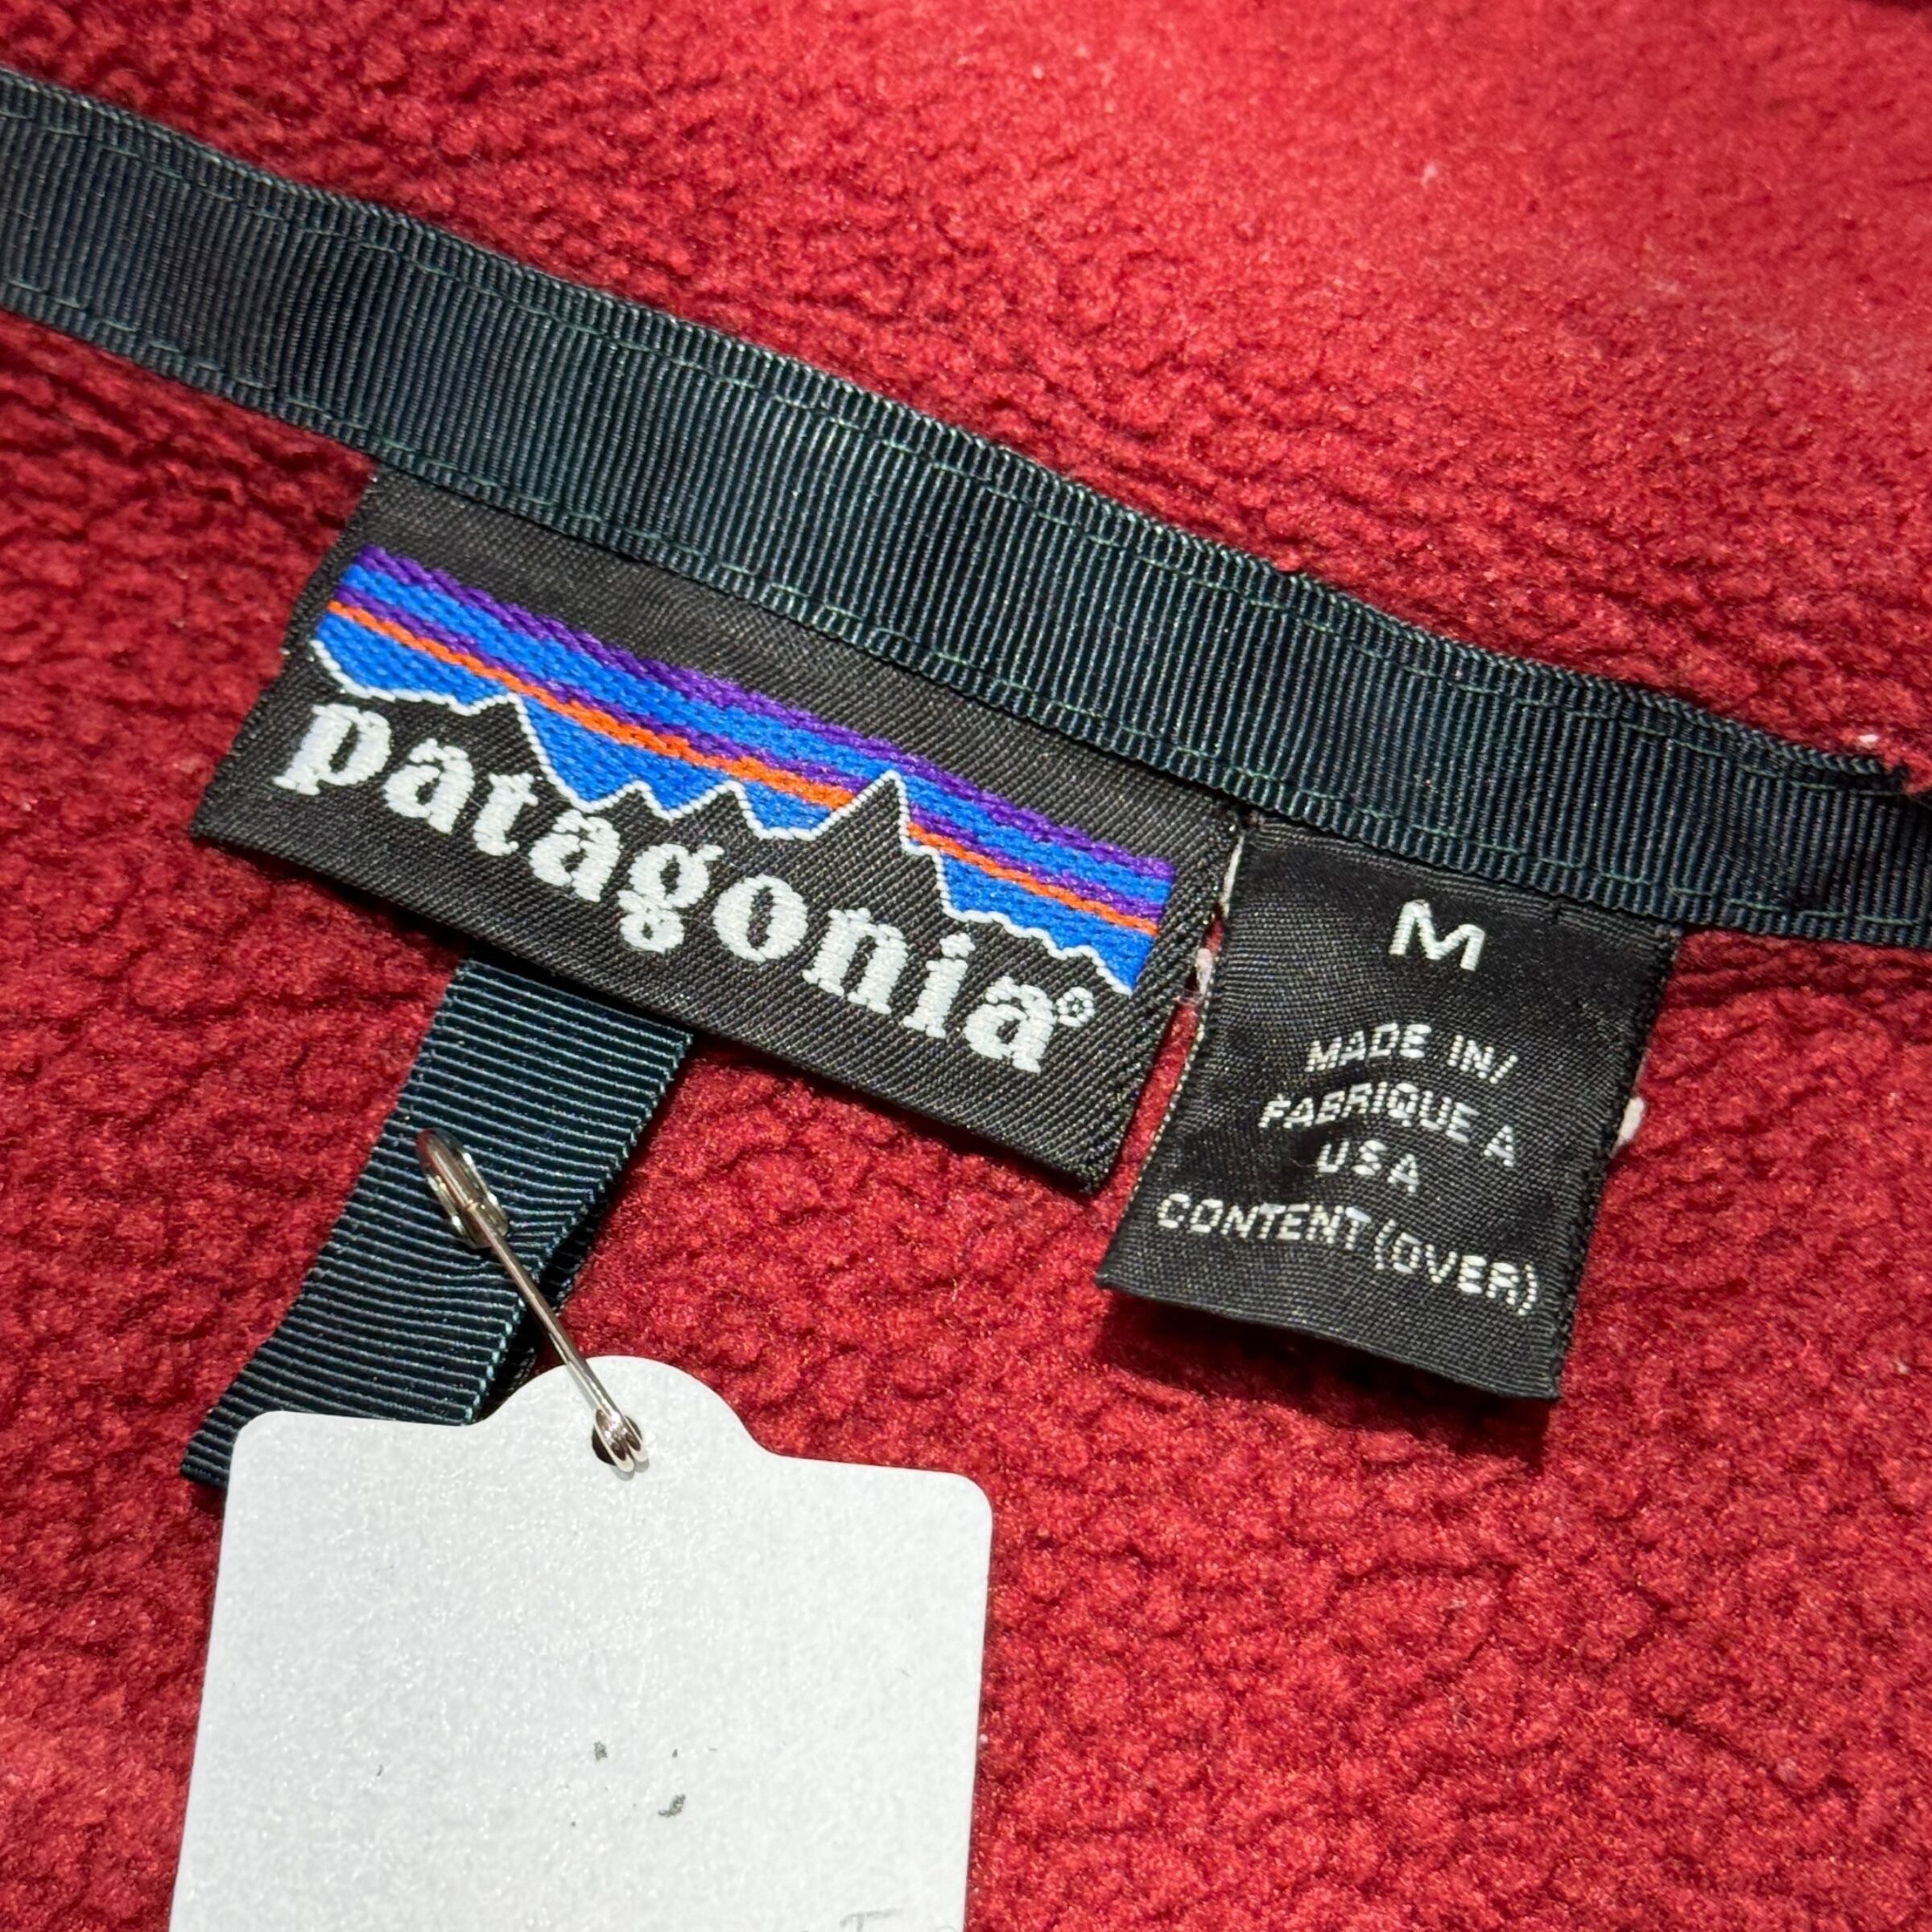 patagonia®
M
MADE IN/
FABRIQUE A
USA
CONTENT (OVER)